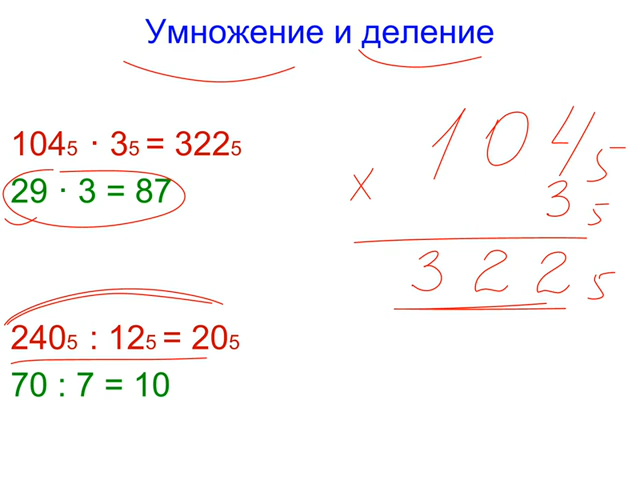 Умножение и деление
104₅ · 3₅ = 322₅
29 · 3 = 87
240₅ : 12₅ = 20₅
70 : 7 = 10
104₅
× 3₅
322₅